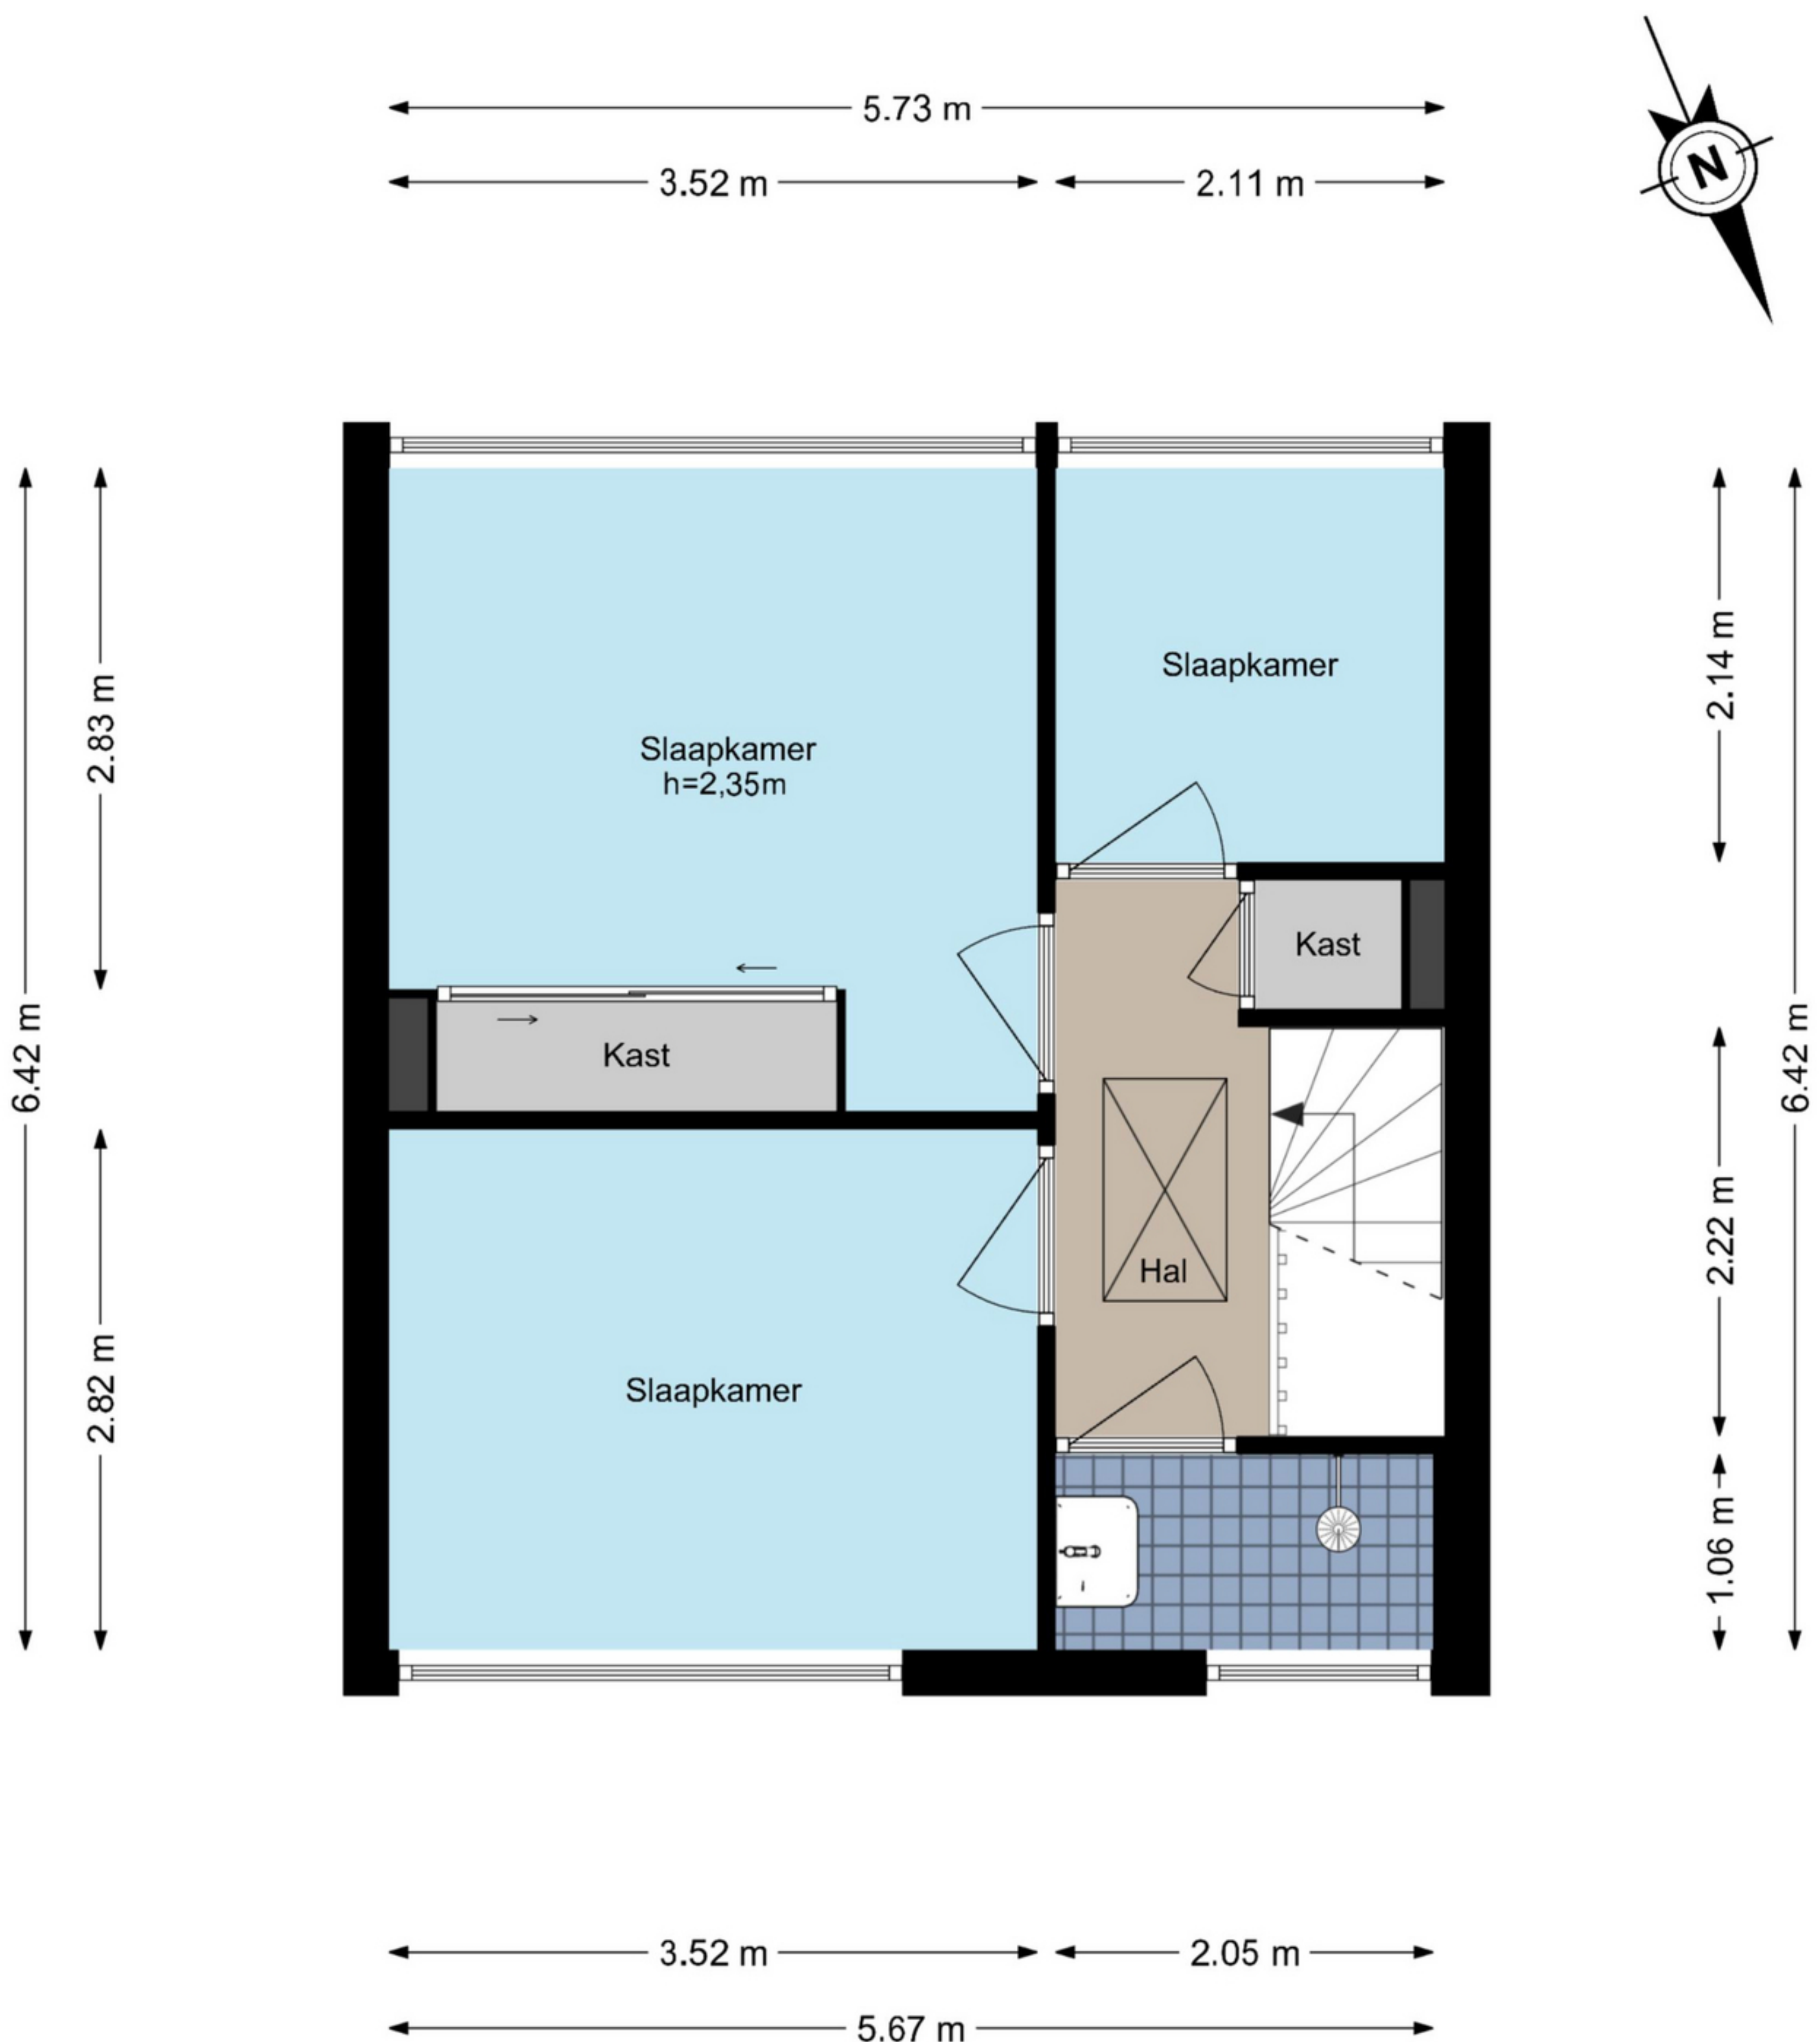 5.73 m
3.52 m
2.11 m
N
6.42 m
2.83 m
2.82 m
Slaapkamer
h=2,35m
Slaapkamer
Kast
Kast
Hal
Slaapkamer
2.14 m
2.22 m
1.06 m
6.42 m
3.52 m
2.05 m
5.67 m